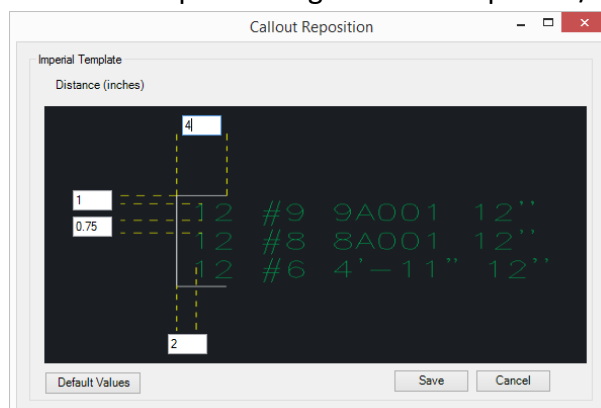 Callout Reposition
Imperial Template
Distance (inches)
4
1
12 #9 9A001 12''
0.75
12 #8 8A001 12''
12 #6 4'-11" 12''
2
Default Values Save Cancel